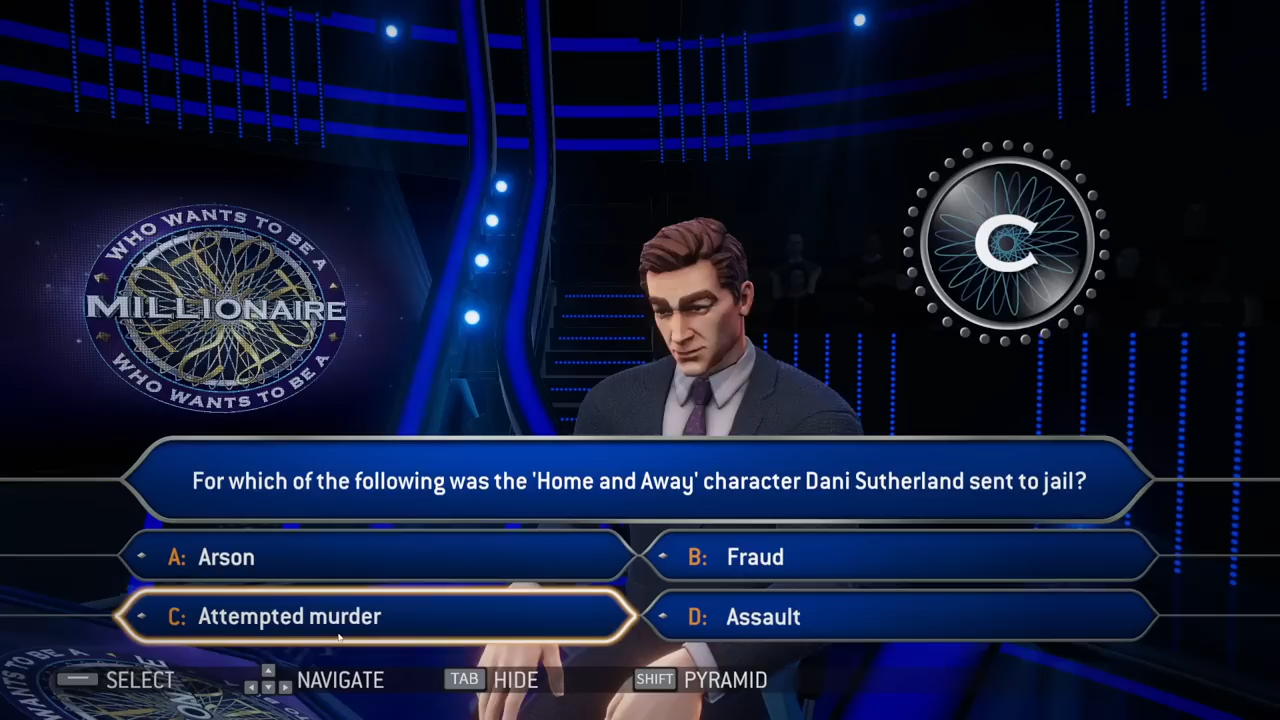 WHO WANTS TO BE A
MILLIONAIRE
WHO WANTS TO BE A
C
For which of the following was the 'Home and Away' character Dani Sutherland sent to jail?
A: Arson
B: Fraud
C: Attempted murder
D: Assault
SELECT
NAVIGATE
TAB HIDE
SHIFT PYRAMID